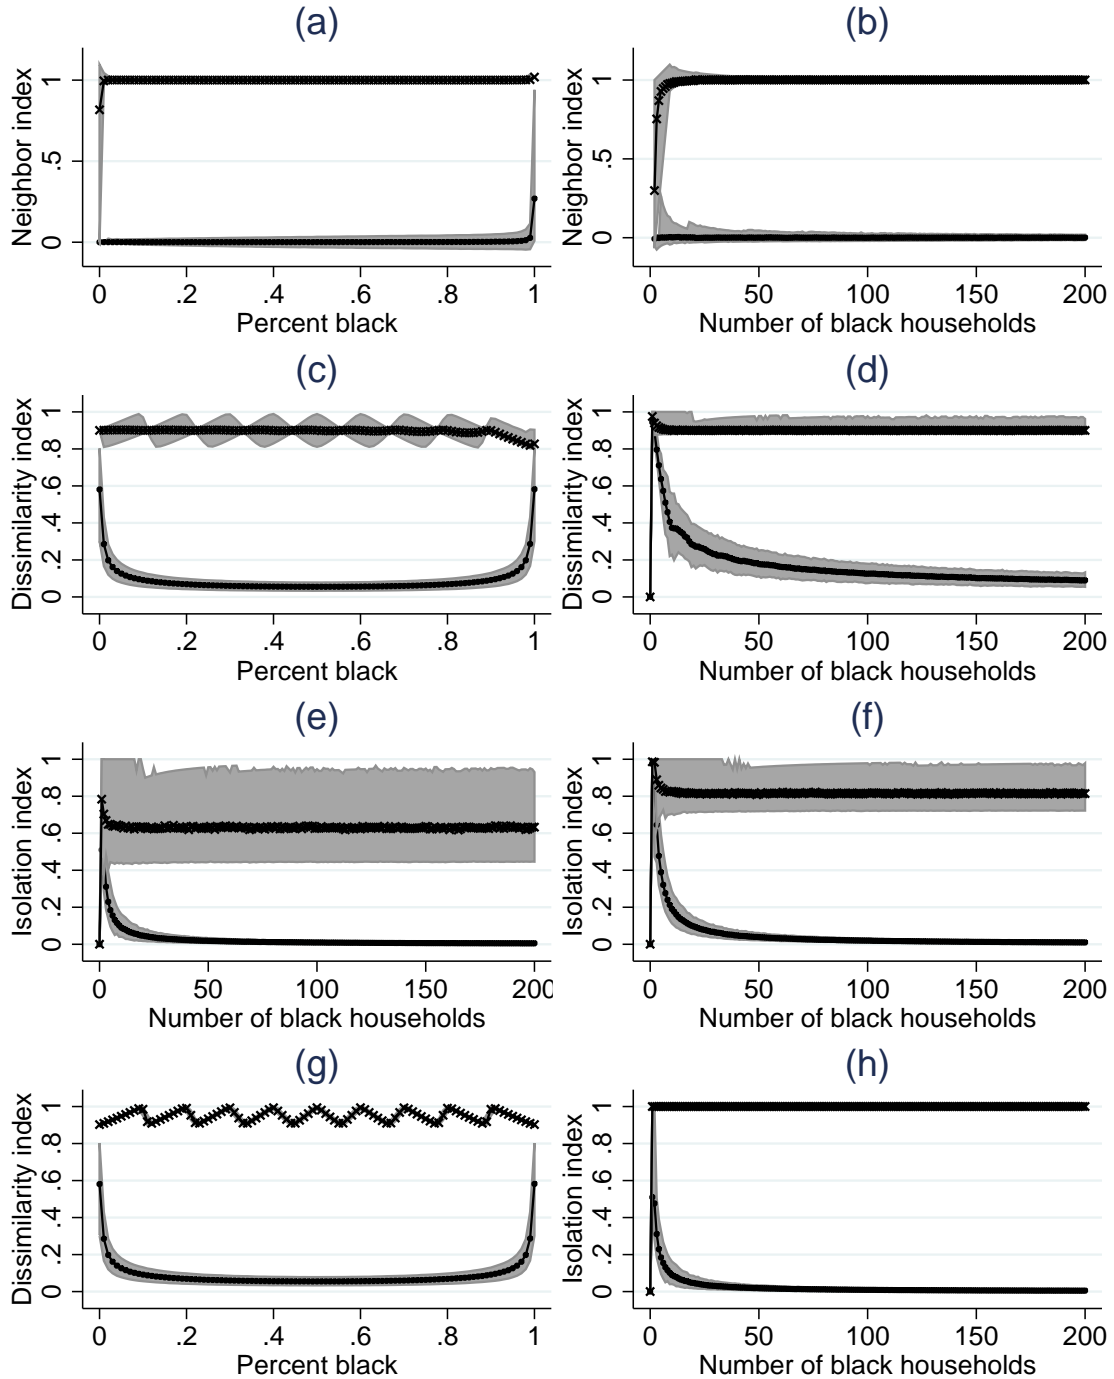 (a)
Neighbor index
1
.5
0
0 .2 .4 .6 .8 1
Percent black
(b)
Neighbor index
1
.5
0
0 50 100 150 200
Number of black households
(c)
Dissimilarity index
1
.8
.6
.4
.2
0
0 .2 .4 .6 .8 1
Percent black
(d)
Dissimilarity index
1
.8
.6
.4
.2
0
0 50 100 150 200
Number of black households
(e)
Isolation index
1
.8
.6
.4
.2
0
0 50 100 150 200
Number of black households
(f)
Isolation index
1
.8
.6
.4
.2
0
0 50 100 150 200
Number of black households
(g)
Dissimilarity index
1
.8
.6
.4
.2
0
0 .2 .4 .6 .8 1
Percent black
(h)
Isolation index
1
.8
.6
.4
.2
0
0 50 100 150 200
Number of black households